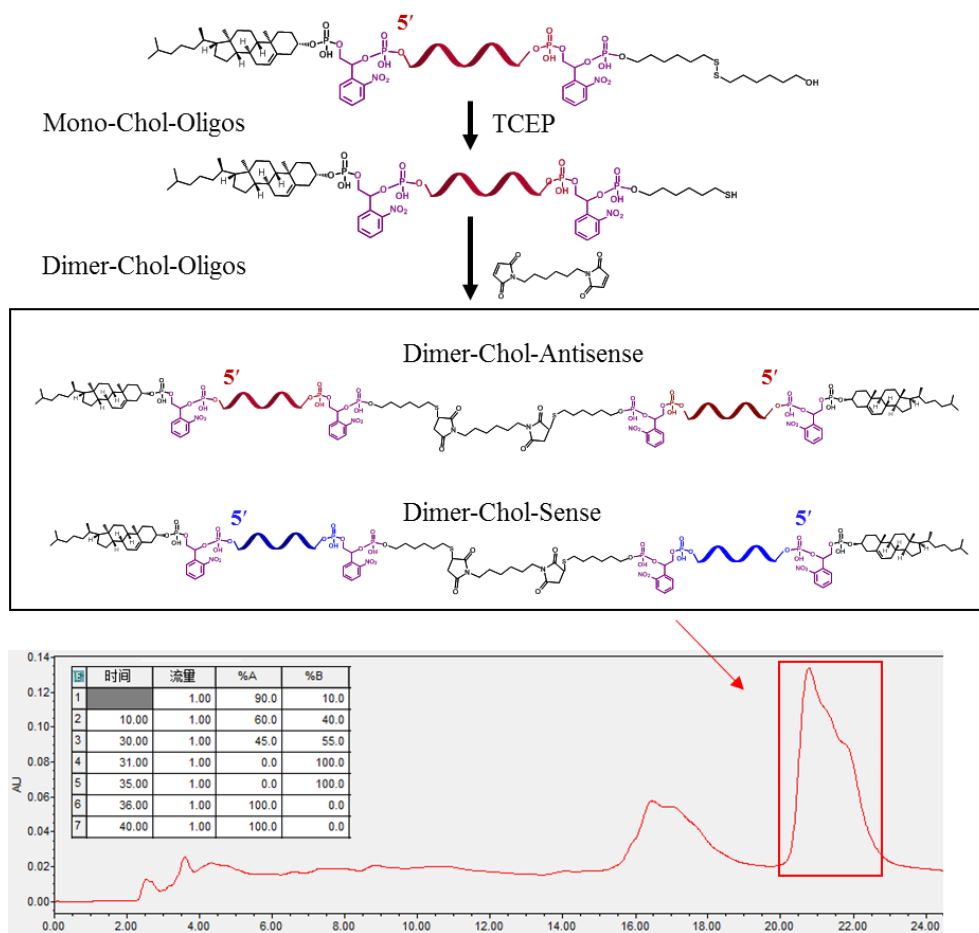 5′
TCEP
Mono-Chol-Oligos
Dimer-Chol-Oligos
Dimer-Chol-Antisense
5′ 5′
Dimer-Chol-Sense
5′ 5′
时间 流量 %A %B
1 1.00 90.0 10.0
2 10.00 1.00 60.0 40.0
3 30.00 1.00 45.0 55.0
4 31.00 1.00 0.0 100.0
5 35.00 1.00 0.0 100.0
6 36.00 1.00 100.0 0.0
7 40.00 1.00 100.0 0.0
AU
0.14
0.12
0.10
0.08
0.06
0.04
0.02
0.00
0.00 2.00 4.00 6.00 8.00 10.00 12.00 14.00 16.00 18.00 20.00 22.00 24.00